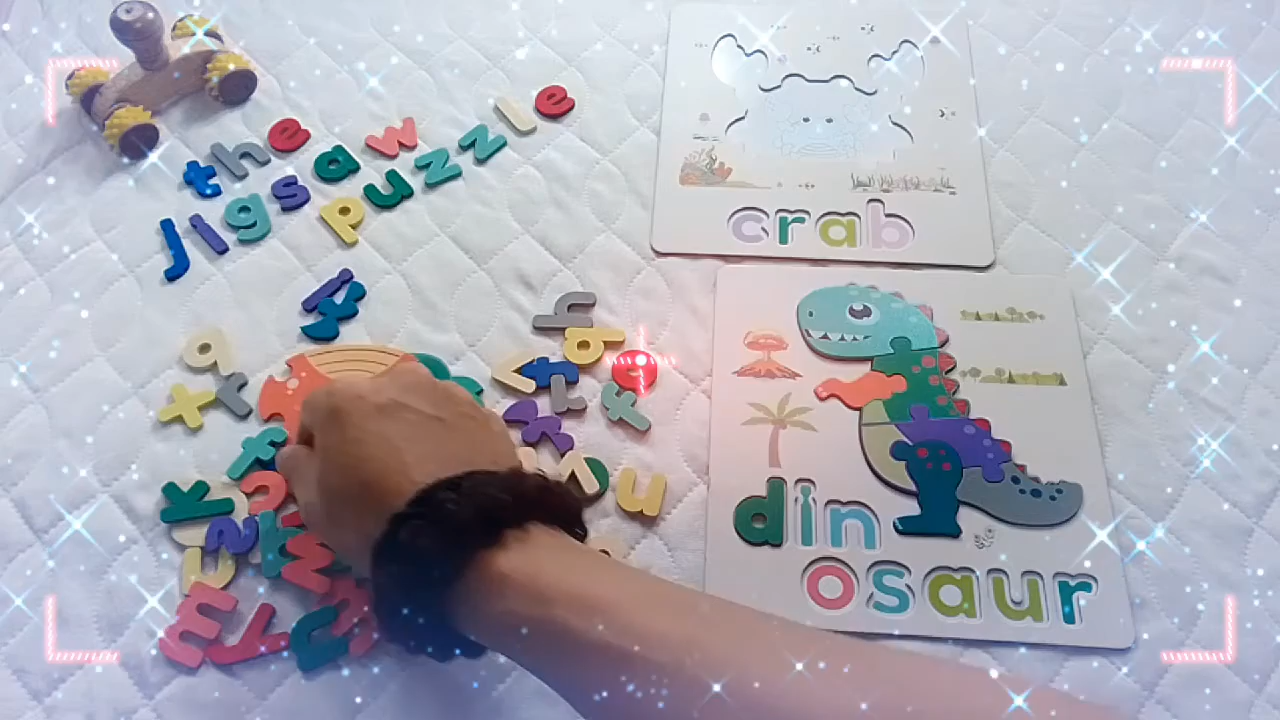 the
Jigsaw
puzzle
crab
din
osaur